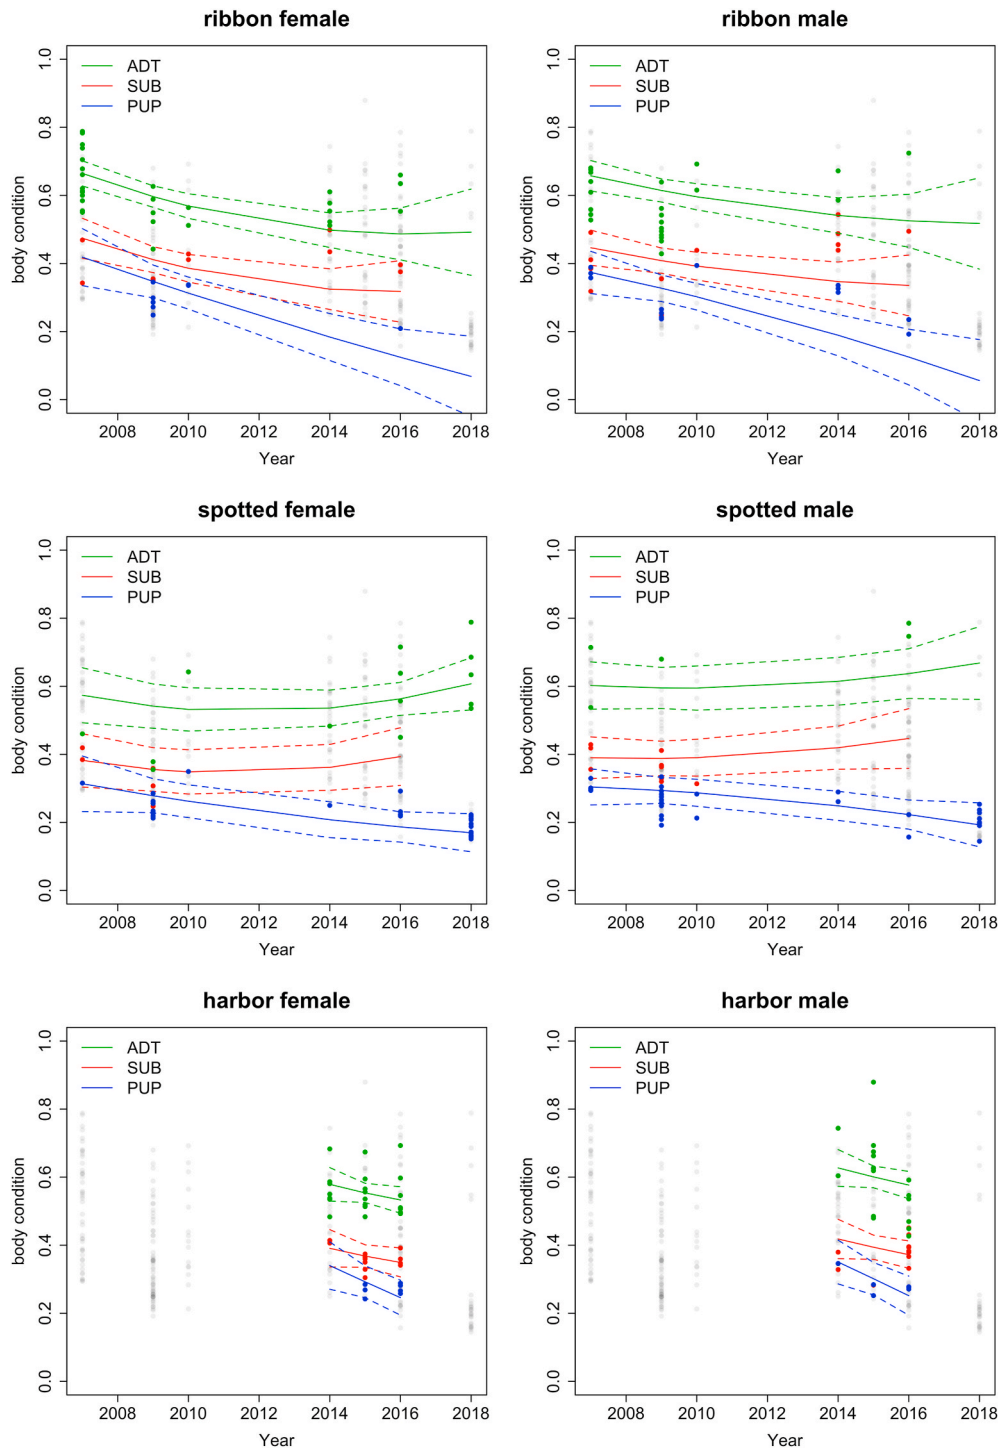 ribbon female
ribbon male
1.0
0.8
0.6
0.4
0.2
0.0
body condition
ADT
SUB
PUP
2008 2010 2012 2014 2016 2018
Year
1.0
0.8
0.6
0.4
0.2
0.0
body condition
ADT
SUB
PUP
2008 2010 2012 2014 2016 2018
Year
spotted female
spotted male
1.0
0.8
0.6
0.4
0.2
0.0
body condition
ADT
SUB
PUP
2008 2010 2012 2014 2016 2018
Year
1.0
0.8
0.6
0.4
0.2
0.0
body condition
ADT
SUB
PUP
2008 2010 2012 2014 2016 2018
Year
harbor female
harbor male
1.0
0.8
0.6
0.4
0.2
0.0
body condition
ADT
SUB
PUP
2008 2010 2012 2014 2016 2018
Year
1.0
0.8
0.6
0.4
0.2
0.0
body condition
ADT
SUB
PUP
2008 2010 2012 2014 2016 2018
Year